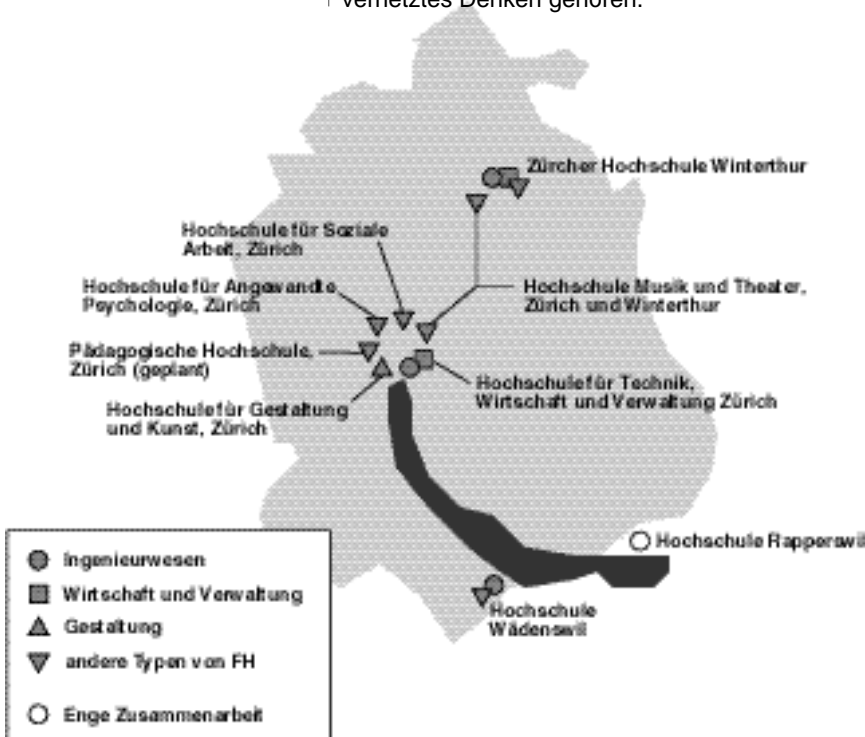 vernetztes Denken gehören.
Zürcher Hochschule Winterthur
Hochschule für Soziale
Arbeit, Zürich
Hochschule für Angewandte
Psychologie, Zürich
Hochschule Musik und Theater,
Zürich und Winterthur
Pädagogische Hochschule,
Zürich (geplant)
Hochschule für Technik,
Wirtschaft und Verwaltung Zürich
Hochschule für Gestaltung
und Kunst, Zürich
Hochschule Rapperswil
Hochschule
Wädenswil
Ingenieurwesen
Wirtschaft und Verwaltung
Gestaltung
andere Typen von FH
Enge Zusammenarbeit